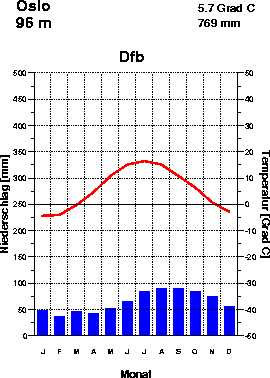 Oslo
96 m
5.7 Grad C
769 mm
Dfb
500
450
400
350
300
250
200
150
100
50
0
50
40
30
20
10
0
-10
-20
-30
-40
-50
Niederschlag [mm]
Temperatur [Grad C]
J F M A M J J A S O N D
Monat